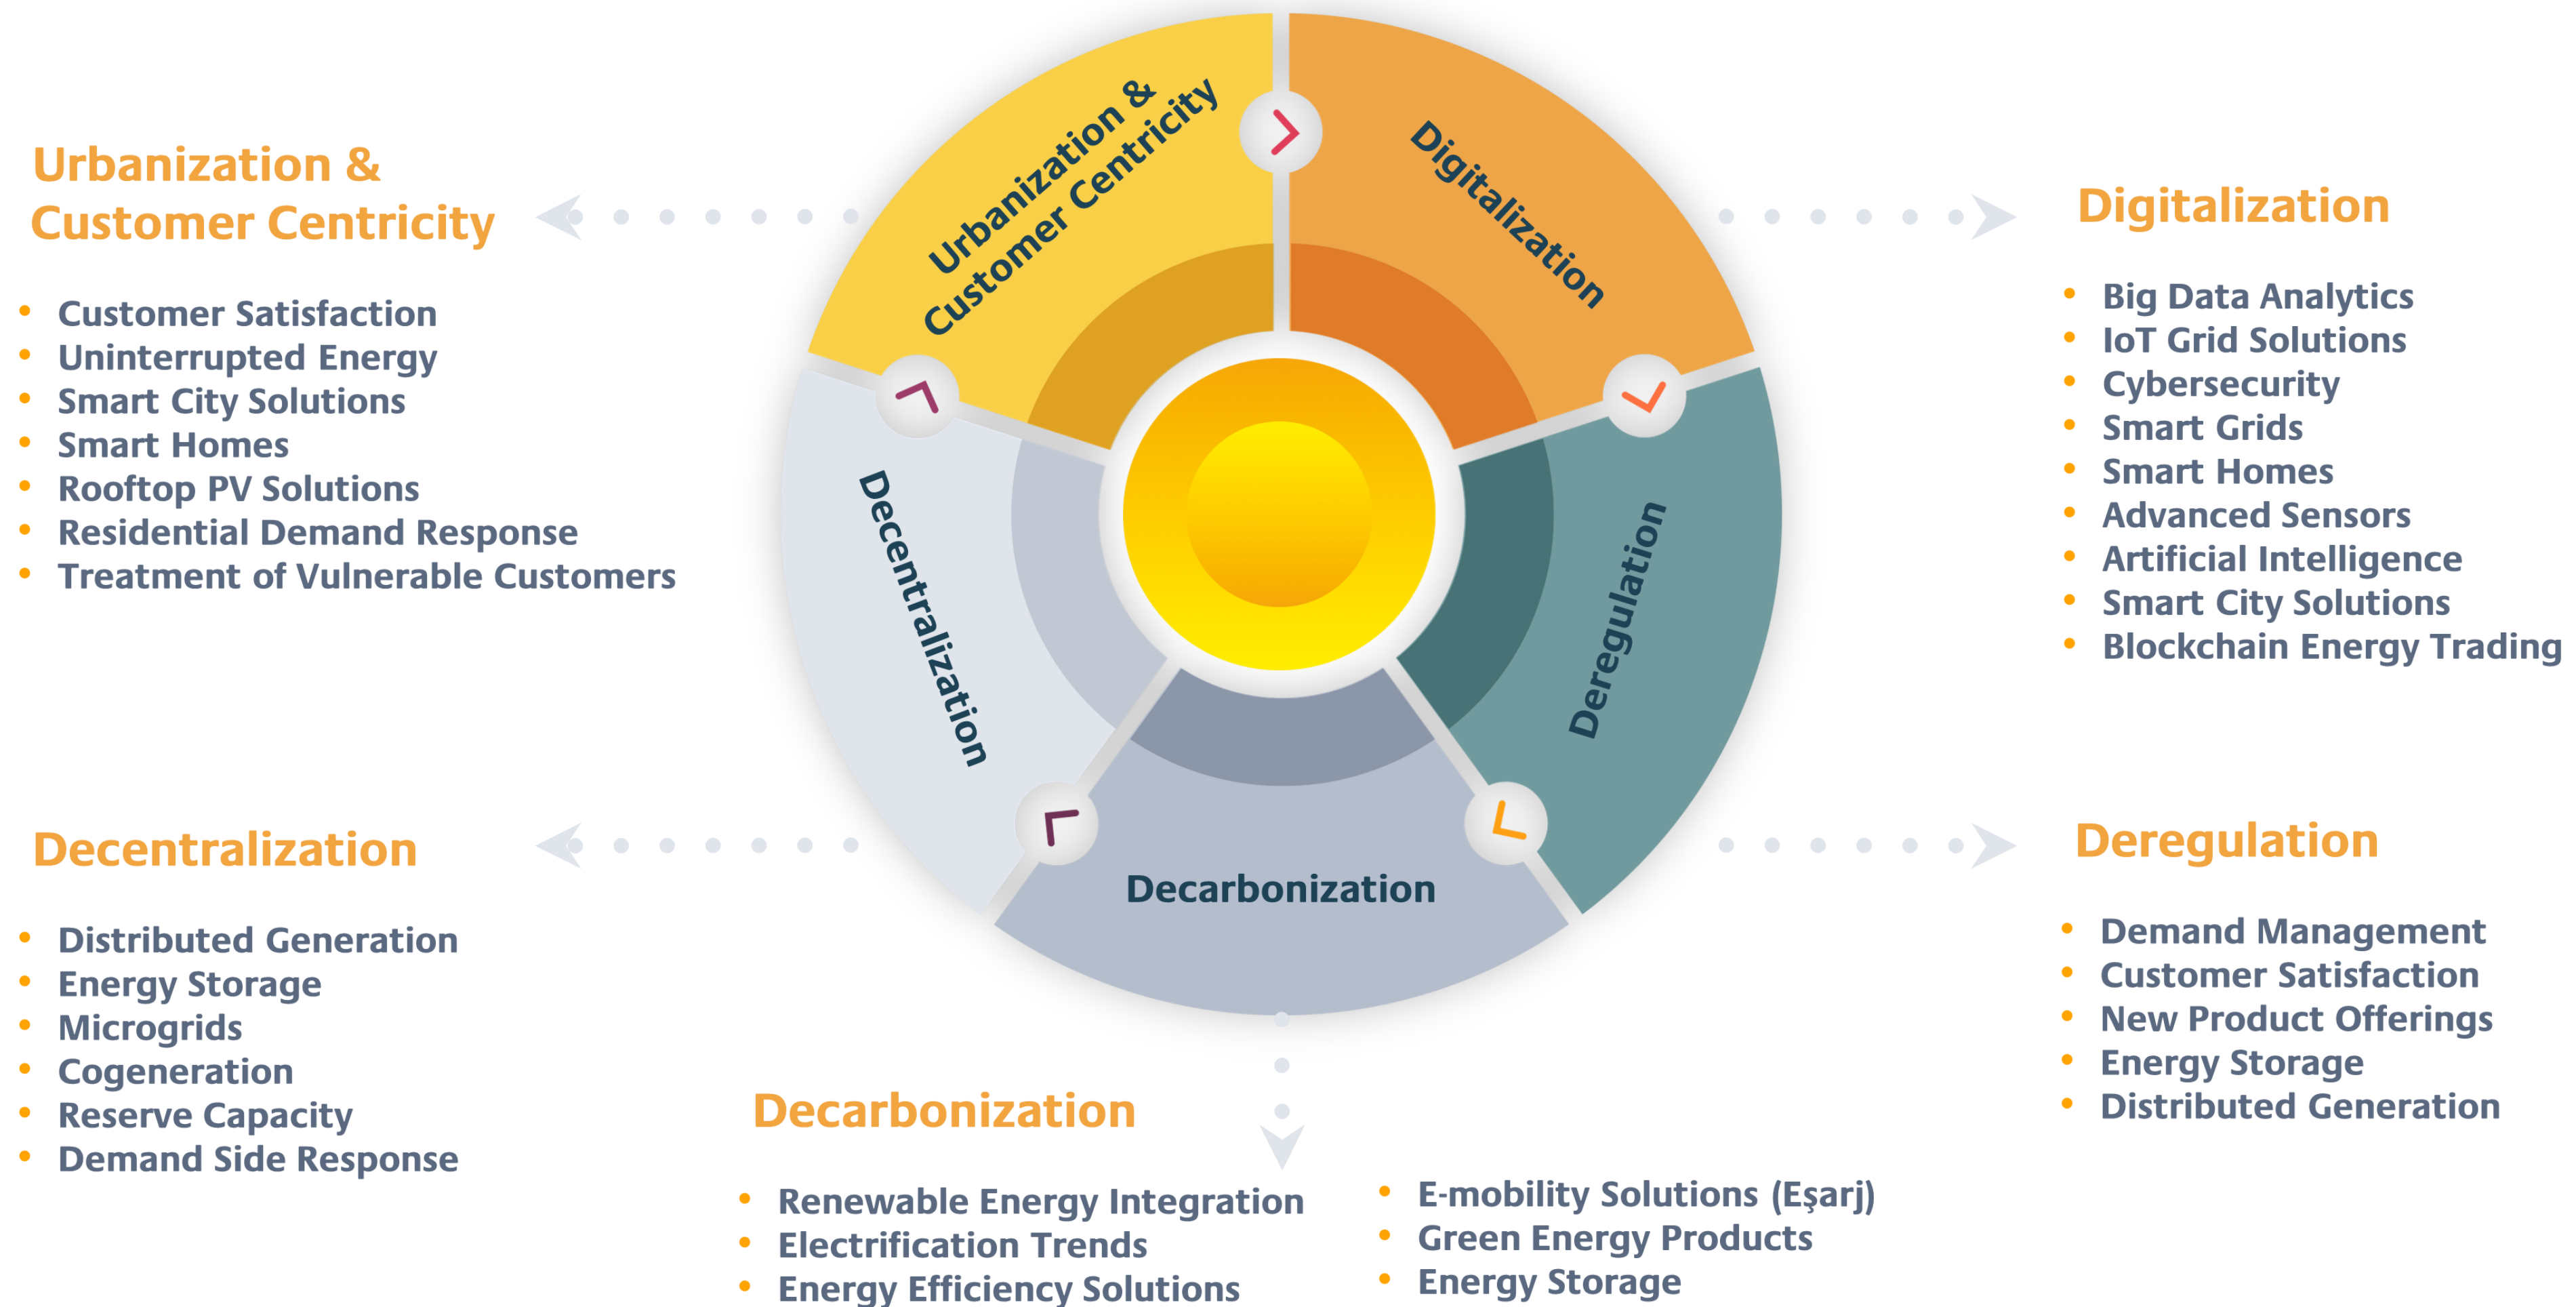 Urbanization &
Customer Centricity
Digitalization
Deregulation
Decarbonization
Decentralization
Urbanization &
Customer Centricity
• Customer Satisfaction
• Uninterrupted Energy
• Smart City Solutions
• Smart Homes
• Rooftop PV Solutions
• Residential Demand Response
• Treatment of Vulnerable Customers
Digitalization
• Big Data Analytics
• IoT Grid Solutions
• Cybersecurity
• Smart Grids
• Smart Homes
• Advanced Sensors
• Artificial Intelligence
• Smart City Solutions
• Blockchain Energy Trading
Decentralization
• Distributed Generation
• Energy Storage
• Microgrids
• Cogeneration
• Reserve Capacity
• Demand Side Response
Deregulation
• Demand Management
• Customer Satisfaction
• New Product Offerings
• Energy Storage
• Distributed Generation
Decarbonization
• Renewable Energy Integration
• Electrification Trends
• Energy Efficiency Solutions
• E-mobility Solutions (Eşarj)
• Green Energy Products
• Energy Storage